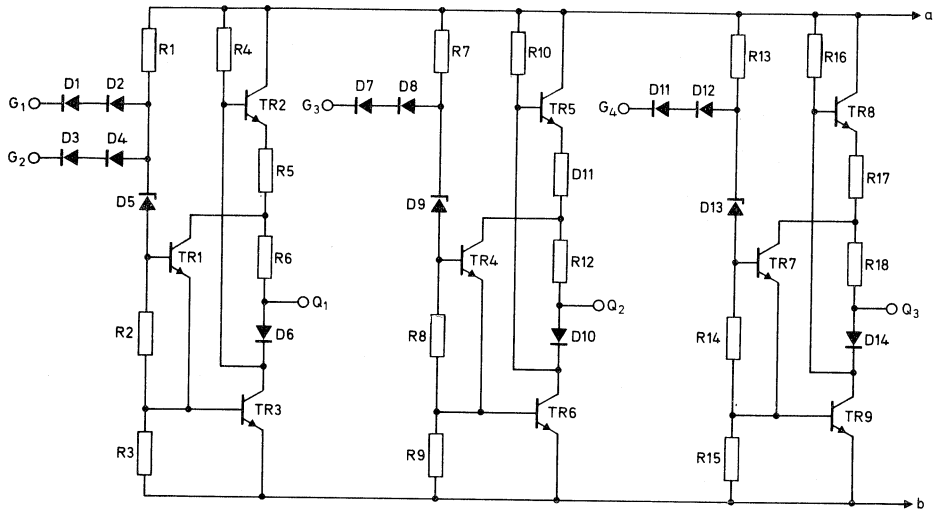 a
R1
R4
R7
R10
R13
R16
D1 D2
G1
TR2
D7 D8
G3
TR5
D11 D12
G4
TR8
D3 D4
G2
R5
D11
R17
D5
D9
D13
TR1
R6
TR4
R12
TR7
R18
Q1
Q2
Q3
R2
D6
R8
D10
R14
D14
TR3
TR6
TR9
R3
R9
R15
b